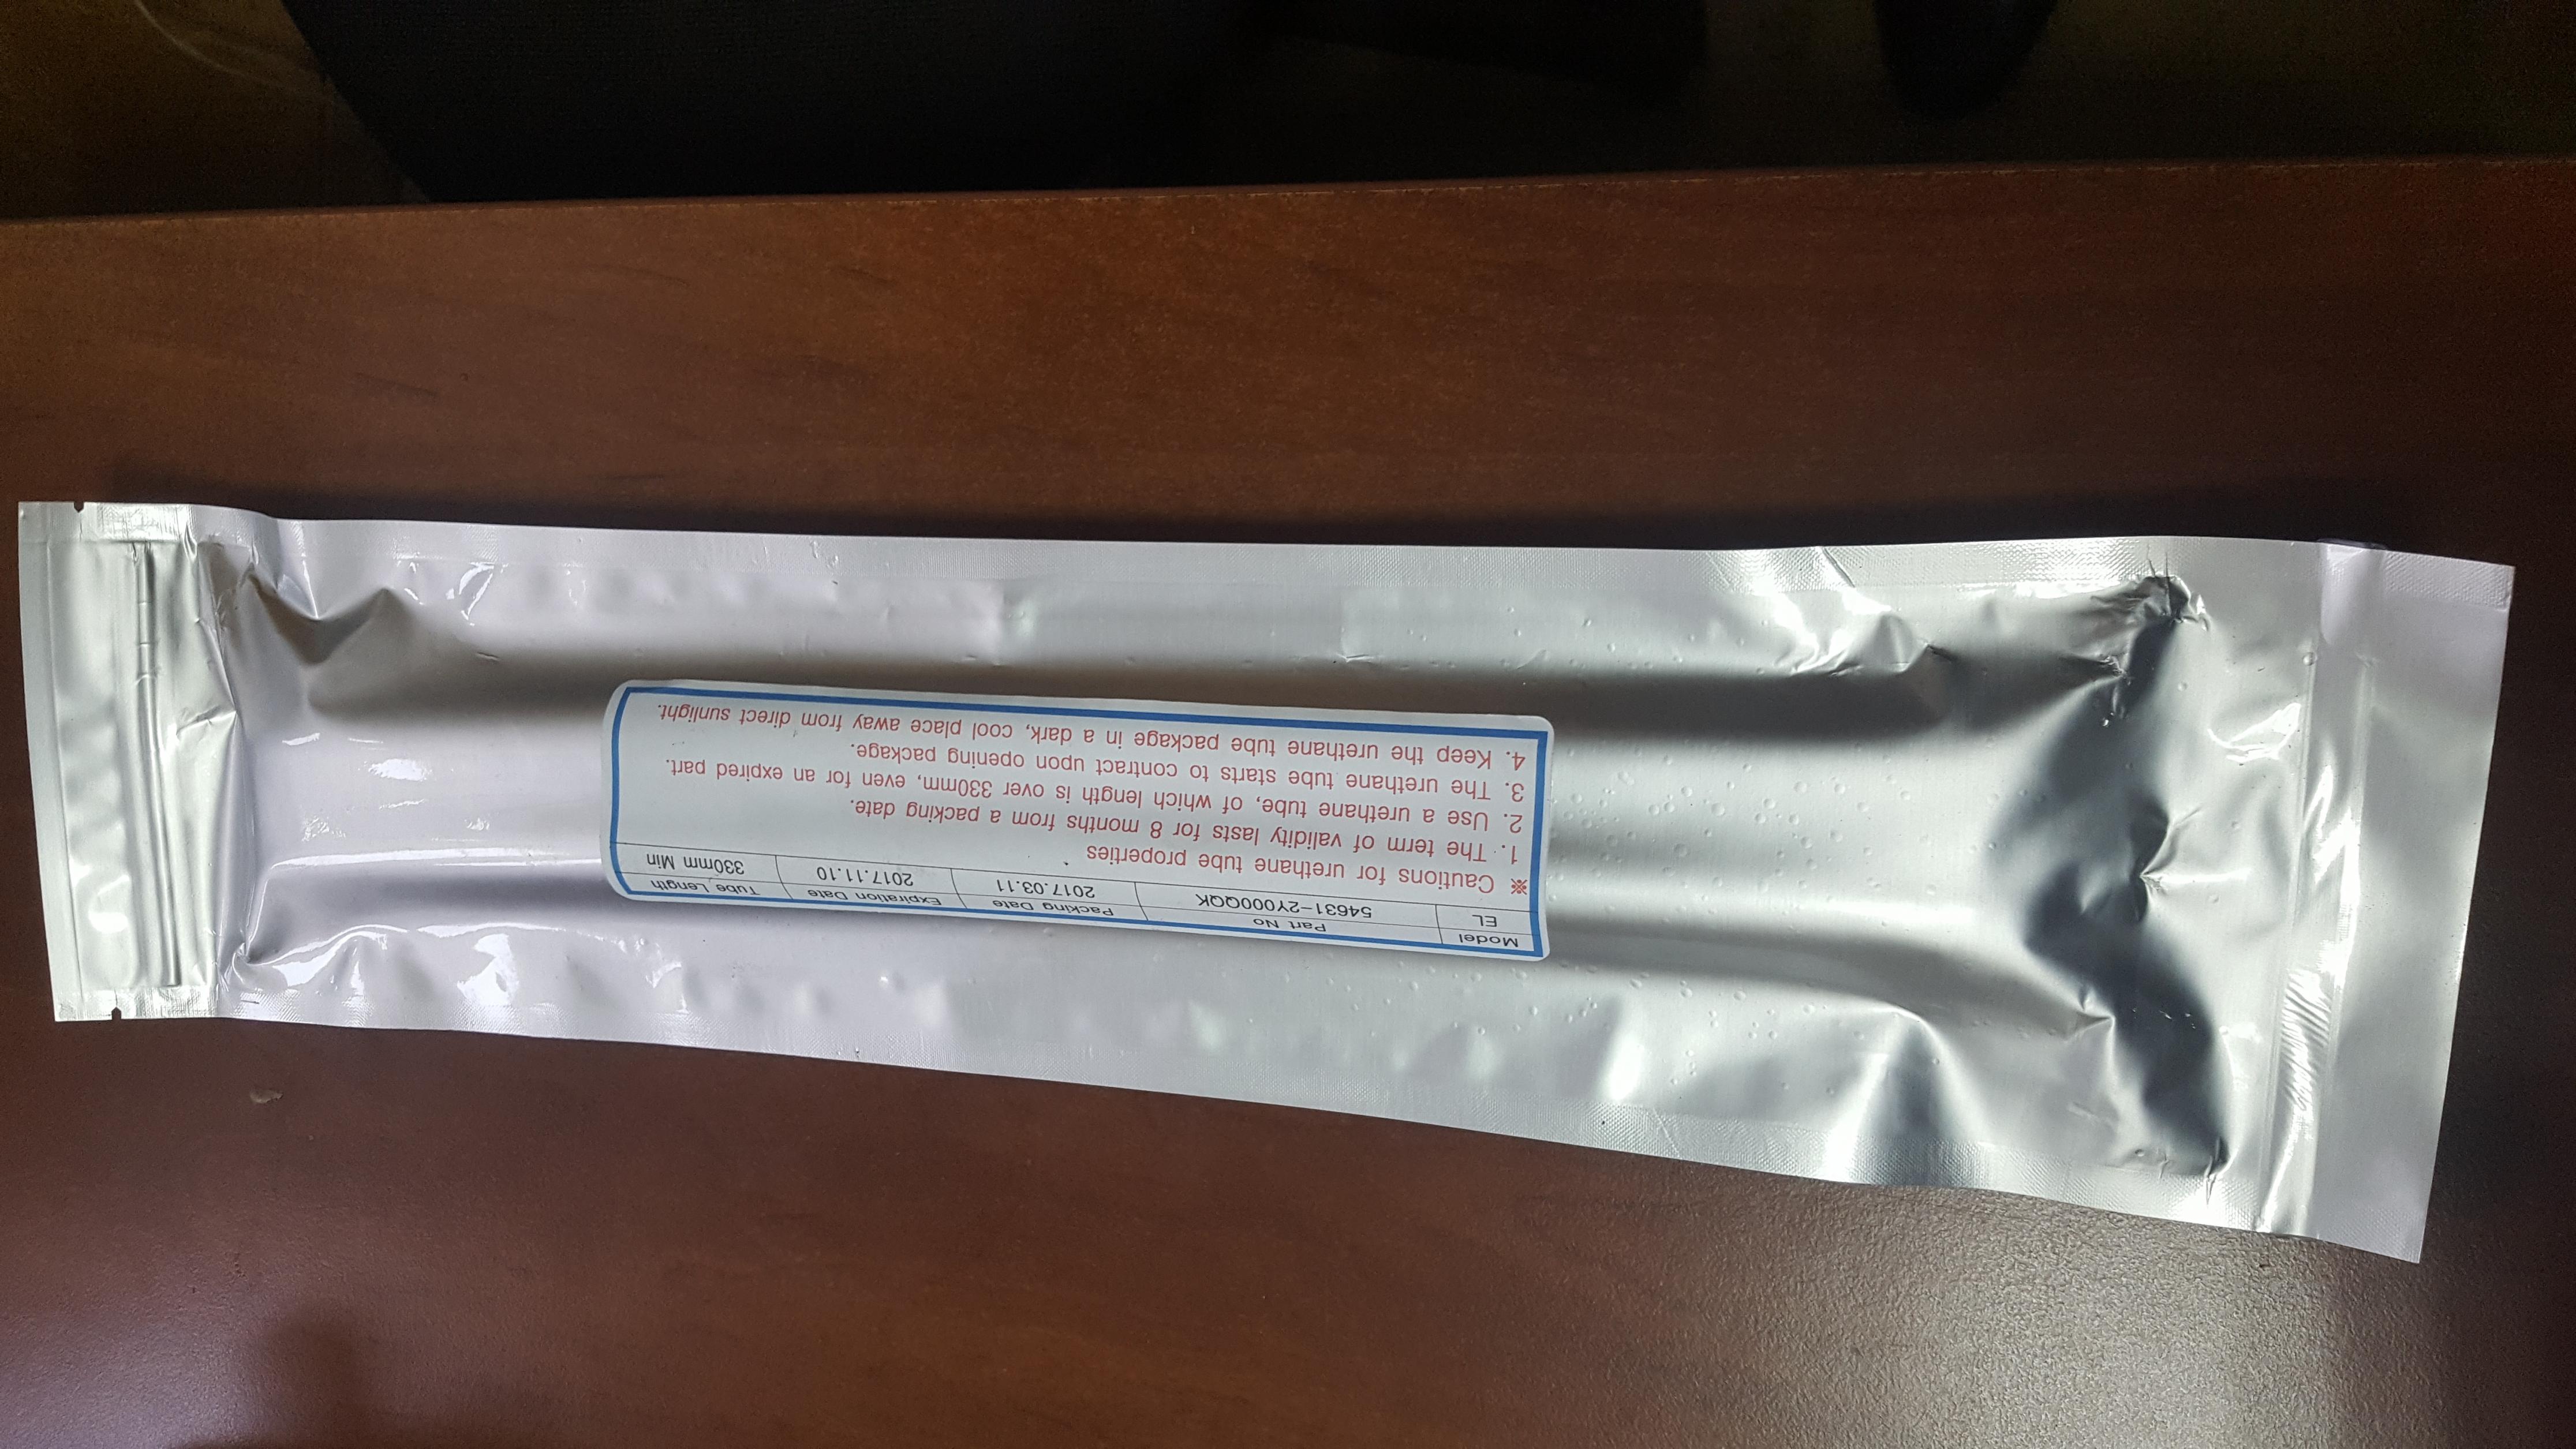 Model Part No Packing Date Expiration Date Tube Length
EL 54631-2Y000QQK 2017.03.11 2017.11.10 330mm Min
※ Cautions for urethane tube properties
1. The term of validity lasts for 8 months from a packing date.
2. Use a urethane tube, of which length is over 330mm, even for an expired part.
3. The urethane tube starts to contract upon opening package.
4. Keep the urethane tube package in a dark, cool place away from direct sunlight.